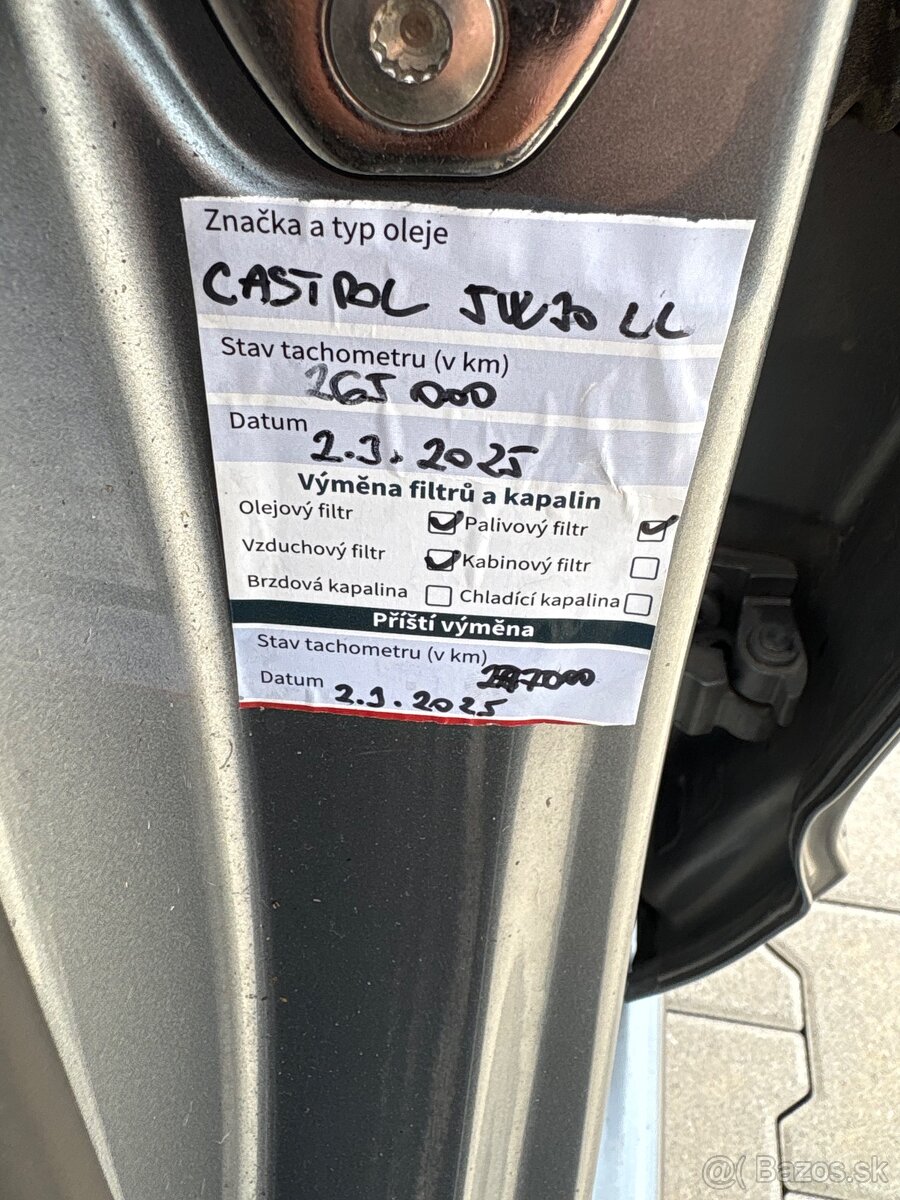 Značka a typ oleje
CASTROL 5W30 LL
Stav tachometru (v km)
265 000
Datum
2.3.2025
Výměna filtrů a kapalin
Olejový filtr Palivový filtr
Vzduchový filtr Kabinový filtr
Brzdová kapalina Chladící kapalina
Příští výměna
Stav tachometru (v km)
Datum 2.3.2025
@( Bazos.sk